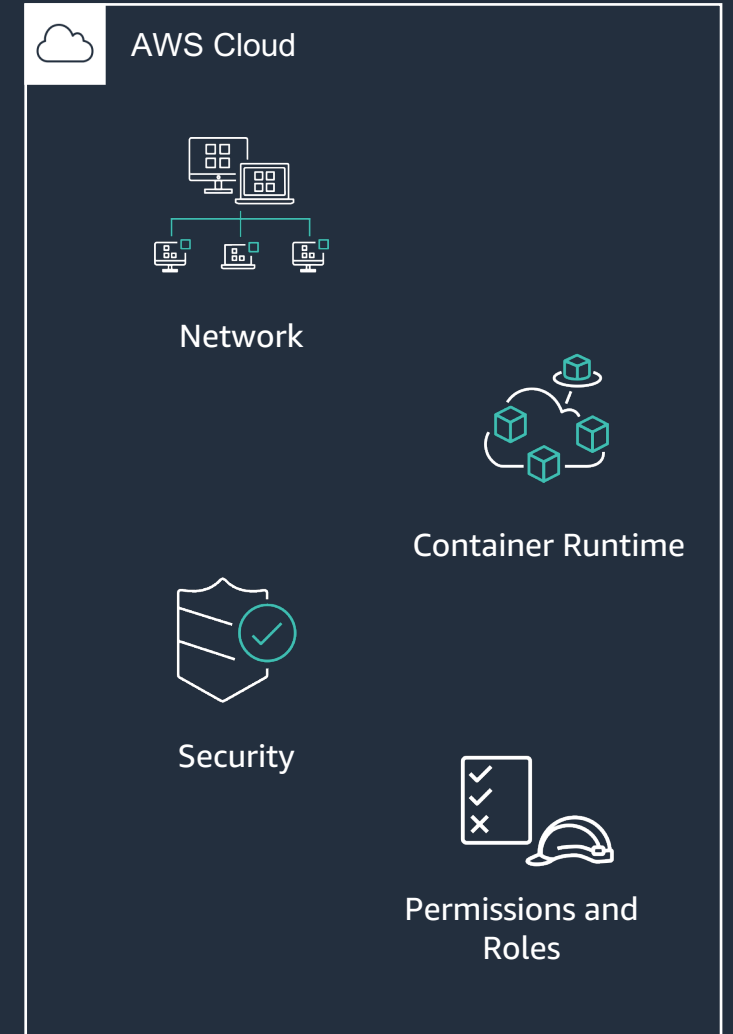 AWS Cloud
Network
Container Runtime
Security
Permissions and
Roles